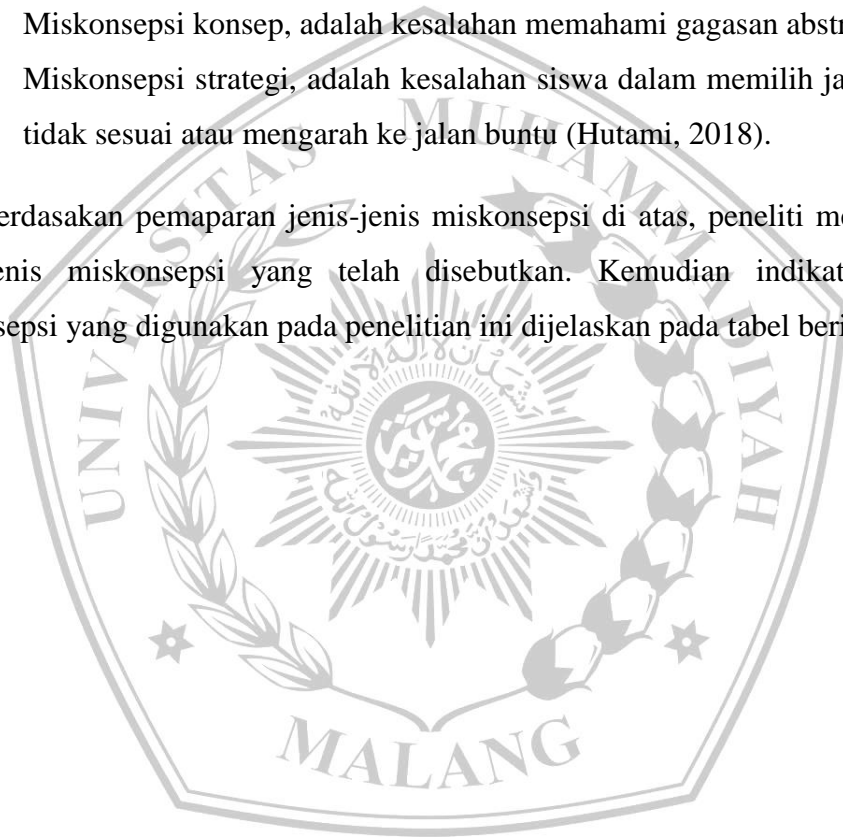 Miskonsepsi konsep, adalah kesalahan memahami gagasan abstr
Miskonsepsi strategi, adalah kesalahan siswa dalam memilih ja
tidak sesuai atau mengarah ke jalan buntu (Hutami, 2018).
erdasakan pemaparan jenis-jenis miskonsepsi di atas, peneliti me
enis miskonsepsi yang telah disebutkan. Kemudian indikat
sepsi yang digunakan pada penelitian ini dijelaskan pada tabel beri
UNIVERSITAS MUHAMMADIYAH
MALANG